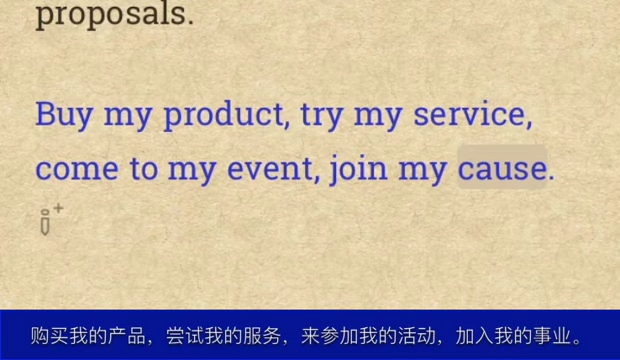 proposals.
Buy my product, try my service,
come to my event, join my cause.
购买我的产品，尝试我的服务，来参加我的活动，加入我的事业。